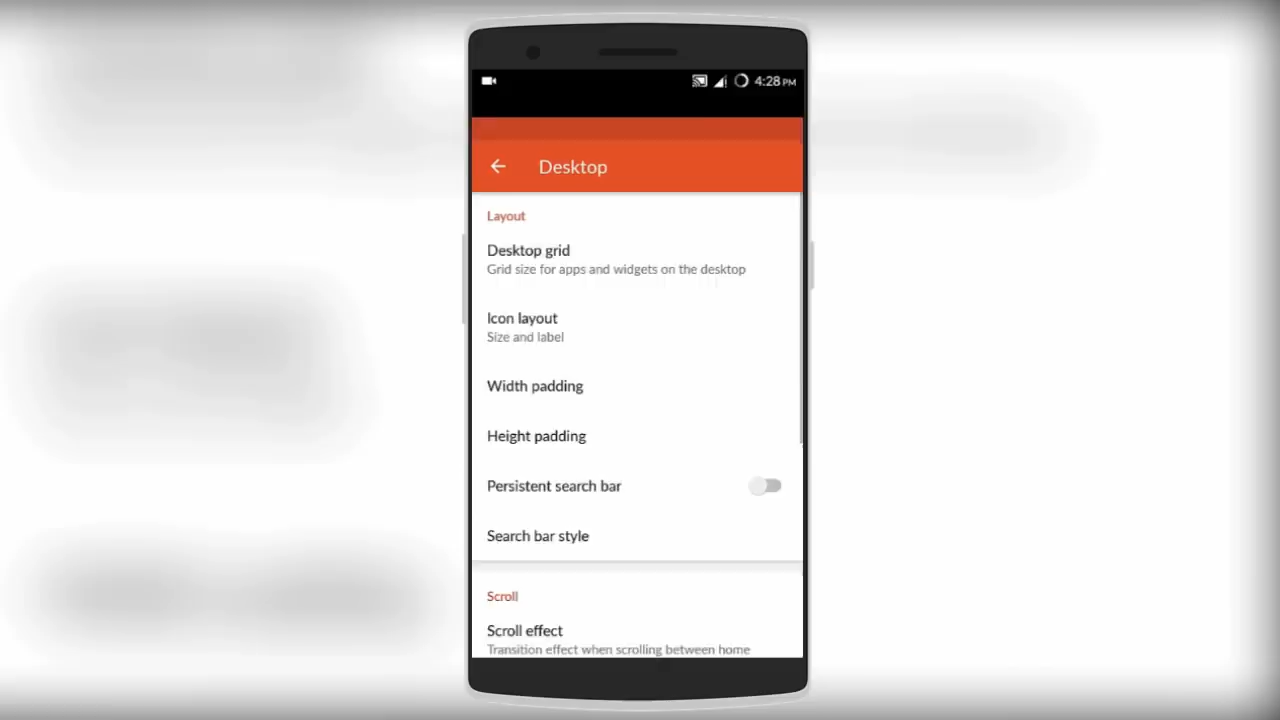 4:28 PM
Desktop
Layout
Desktop grid
Grid size for apps and widgets on the desktop
Icon layout
Size and label
Width padding
Height padding
Persistent search bar
Search bar style
Scroll
Scroll effect
Transition effect when scrolling between home